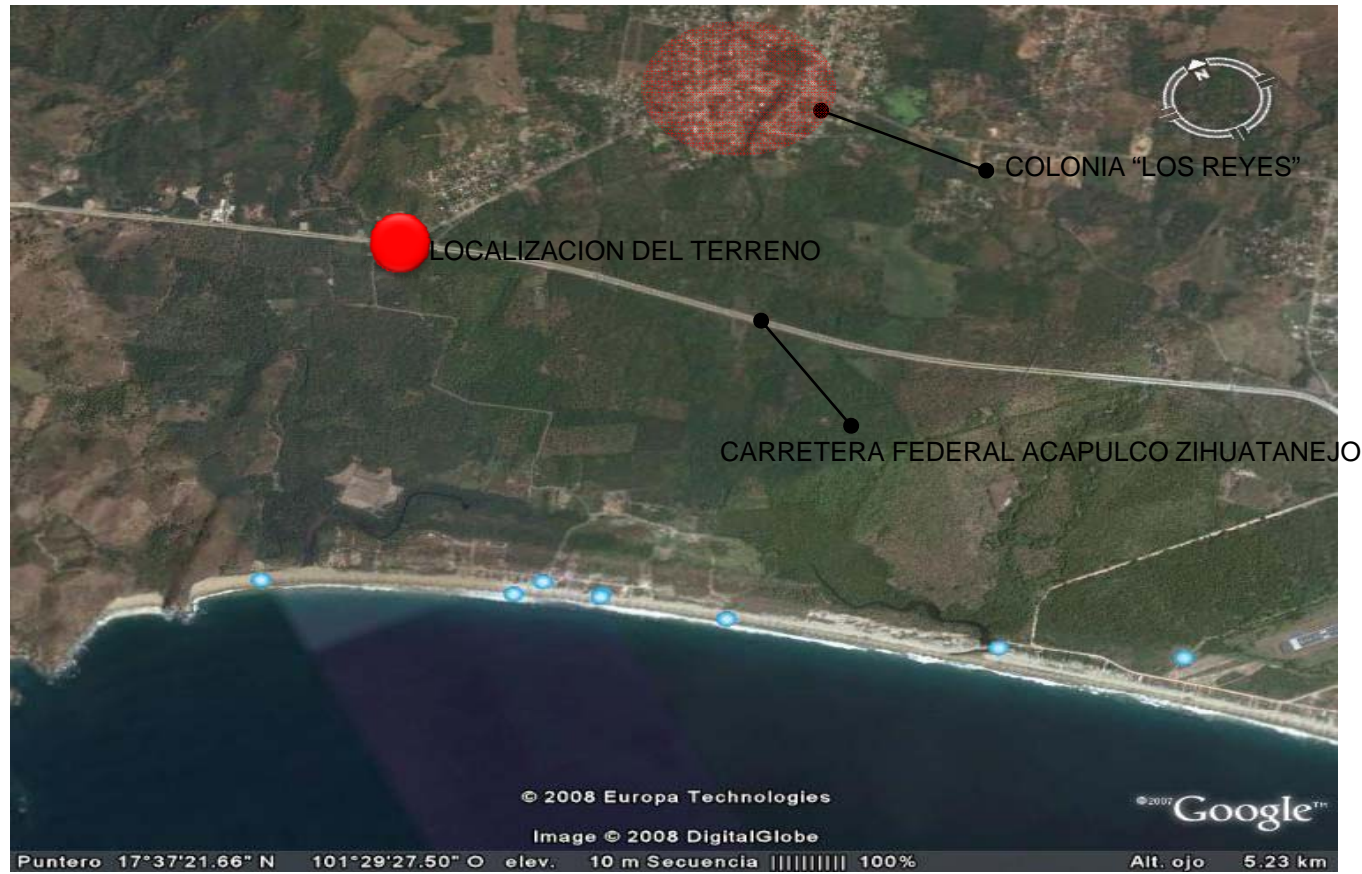 N
COLONIA “LOS REYES”
LOCALIZACION DEL TERRENO
CARRETERA FEDERAL ACAPULCO ZIHUATANEJO
© 2008 Europa Technologies
©2007 Google™
Image © 2008 DigitalGlobe
Puntero 17°37'21.66" N 101°29'27.50" O elev. 10 m Secuencia |||||||||| 100% Alt. ojo 5.23 km